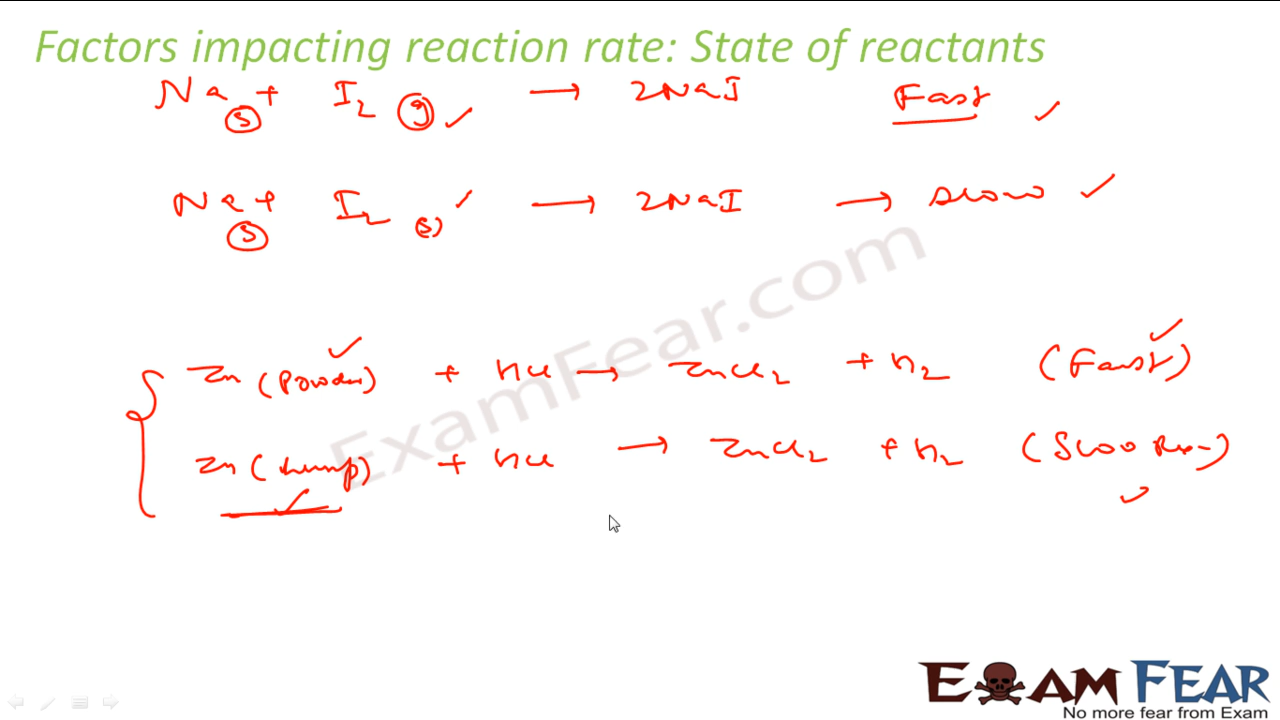 Factors impacting reaction rate: State of reactants
Na(s) + I2 (g) → 2NaI Fast
Na(s) + I2 (s) → 2NaI → Slow
Zn (Powder) + HCl → ZnCl2 + H2 (Fast)
Zn (Lump) + HCl → ZnCl2 + H2 (Slow Rxn)
ExamFear.com
EXAM FEAR
No more fear from Exam